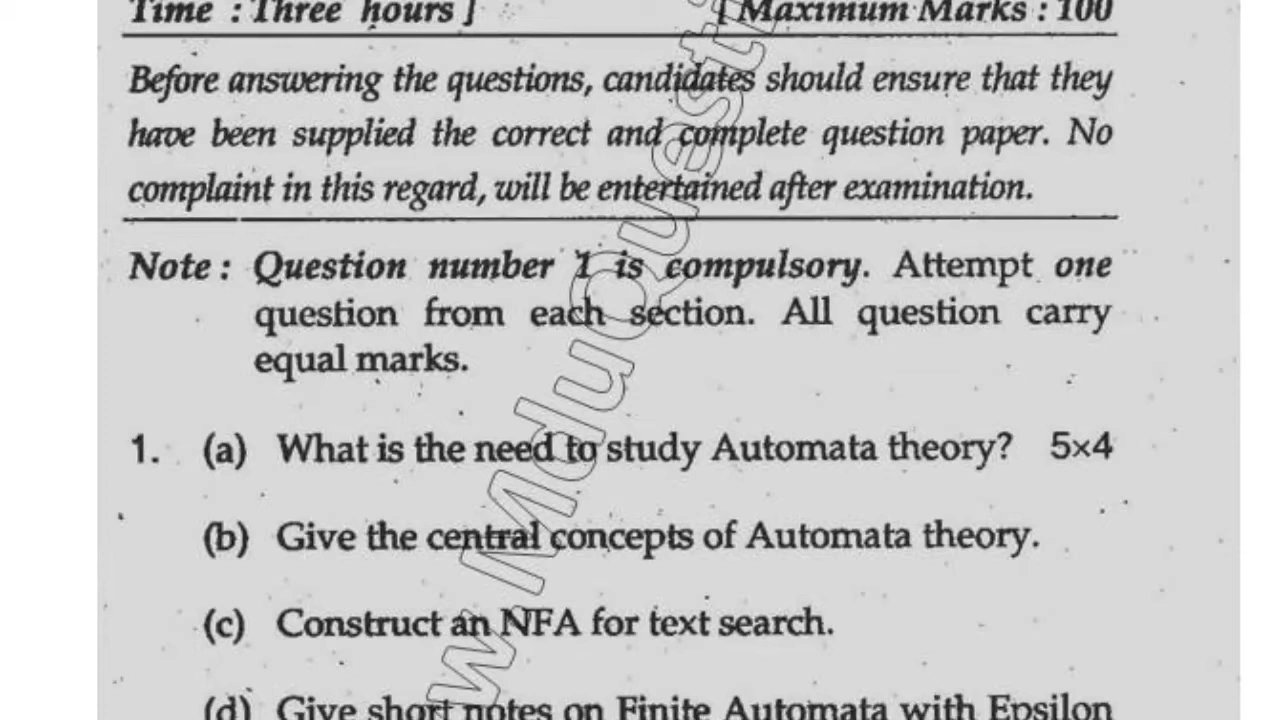 Time : Three hours ] [ Maximum Marks : 100
Before answering the questions, candidates should ensure that they
have been supplied the correct and complete question paper. No
complaint in this regard, will be entertained after examination.
Note : Question number 1 is compulsory. Attempt one
question from each section. All question carry
equal marks.
1. (a) What is the need to study Automata theory? 5×4
(b) Give the central concepts of Automata theory.
(c) Construct an NFA for text search.
(d) Give short notes on Finite Automata with Epsilon
w MduQuesti